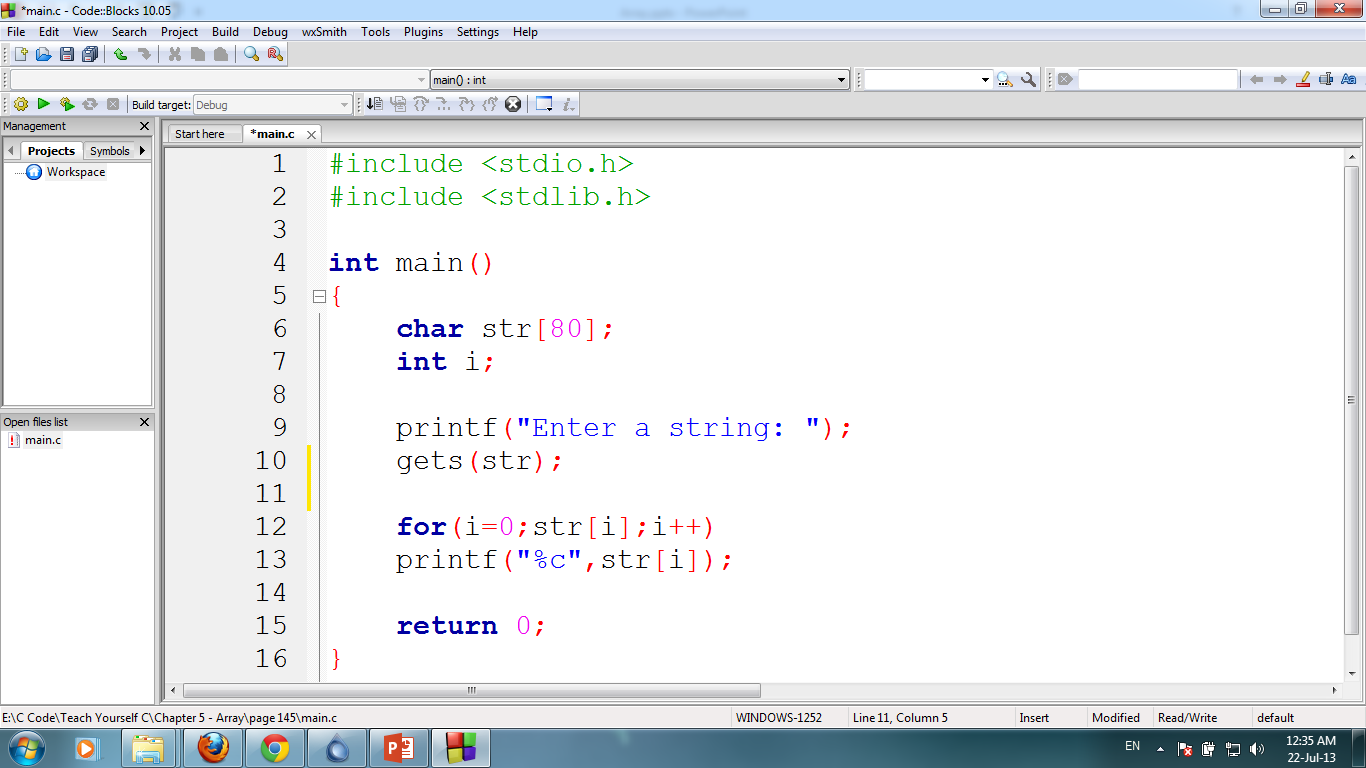 *main.c - Code::Blocks 10.05
File Edit View Search Project Build Debug wxSmith Tools Plugins Settings Help
main() : int
Build target: Debug
Management
Projects Symbols
Workspace
Open files list
main.c
Start here *main.c
1 #include <stdio.h>
2 #include <stdlib.h>
3
4 int main()
5 {
6 char str[80];
7 int i;
8
9 printf("Enter a string: ");
10 gets(str);
11
12 for(i=0;str[i];i++)
13 printf("%c",str[i]);
14
15 return 0;
16 }
E:\C Code\Teach Yourself C\Chapter 5 - Array\page 145\main.c WINDOWS-1252 Line 11, Column 5 Insert Modified Read/Write default
EN 12:35 AM
22-Jul-13